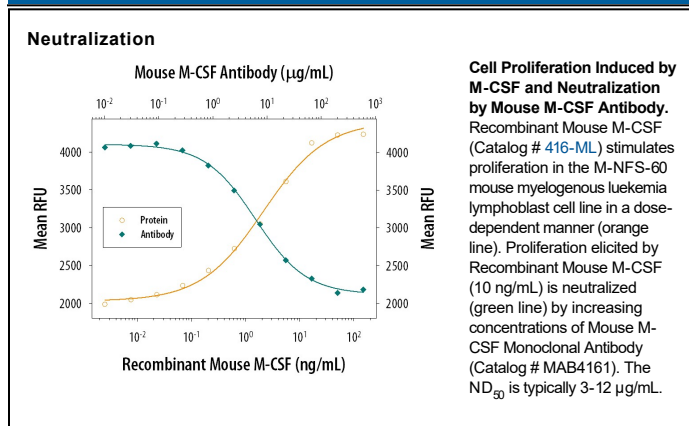 Neutralization
Mouse M-CSF Antibody (μg/mL)
10-2 10-1 100 101 102 103
Mean RFU
4000
3500
3000
2500
2000
Protein
Antibody
4000
3500
3000
2500
2000
Mean RFU
10-2 10-1 100 101 102
Recombinant Mouse M-CSF (ng/mL)
Cell Proliferation Induced by
M-CSF and Neutralization
by Mouse M-CSF Antibody.
Recombinant Mouse M-CSF
(Catalog # 416-ML) stimulates
proliferation in the M-NFS-60
mouse myelogenous luekemia
lymphoblast cell line in a dose-
dependent manner (orange
line). Proliferation elicited by
Recombinant Mouse M-CSF
(10 ng/mL) is neutralized
(green line) by increasing
concentrations of Mouse M-
CSF Monoclonal Antibody
(Catalog # MAB4161). The
ND50 is typically 3-12 μg/mL.